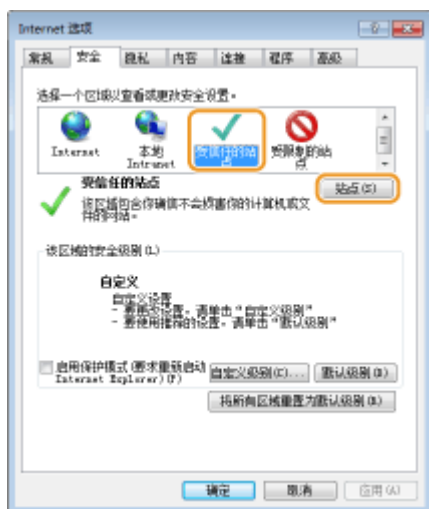 Internet 选项
常规 安全 隐私 内容 连接 程序 高级
选择一个区域以查看或更改安全设置。
Internet 本地 Intranet 受信任的站点 受限制的站点
受信任的站点
站点(S)
该区域包含你确信不会损害你的计算机或文件的网站。
该区域的安全级别(L)
自定义
自定义设置
- 要更改设置，请单击“自定义级别”
- 要使用推荐的设置，请单击“默认级别”
启用保护模式(要求重新启动 Internet Explorer)(P)
自定义级别(C)... 默认级别(D)
将所有区域重置为默认级别(R)
确定 取消 应用(A)